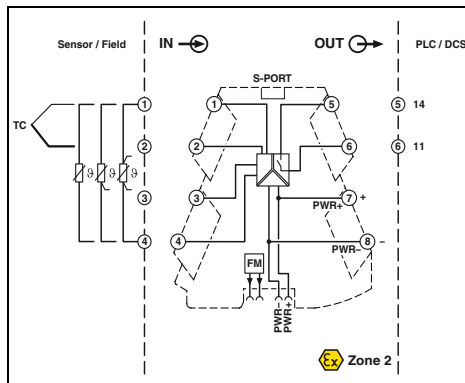 Sensor / Field
IN
OUT
PLC / DCS
S-PORT
TC
1
1
5
5 14
2
2
6
6 11
ϑ ϑ ϑ
3
3
7 +
PWR+
4
4
8 –
PWR–
FM
PWR–
PWR+
Ex Zone 2